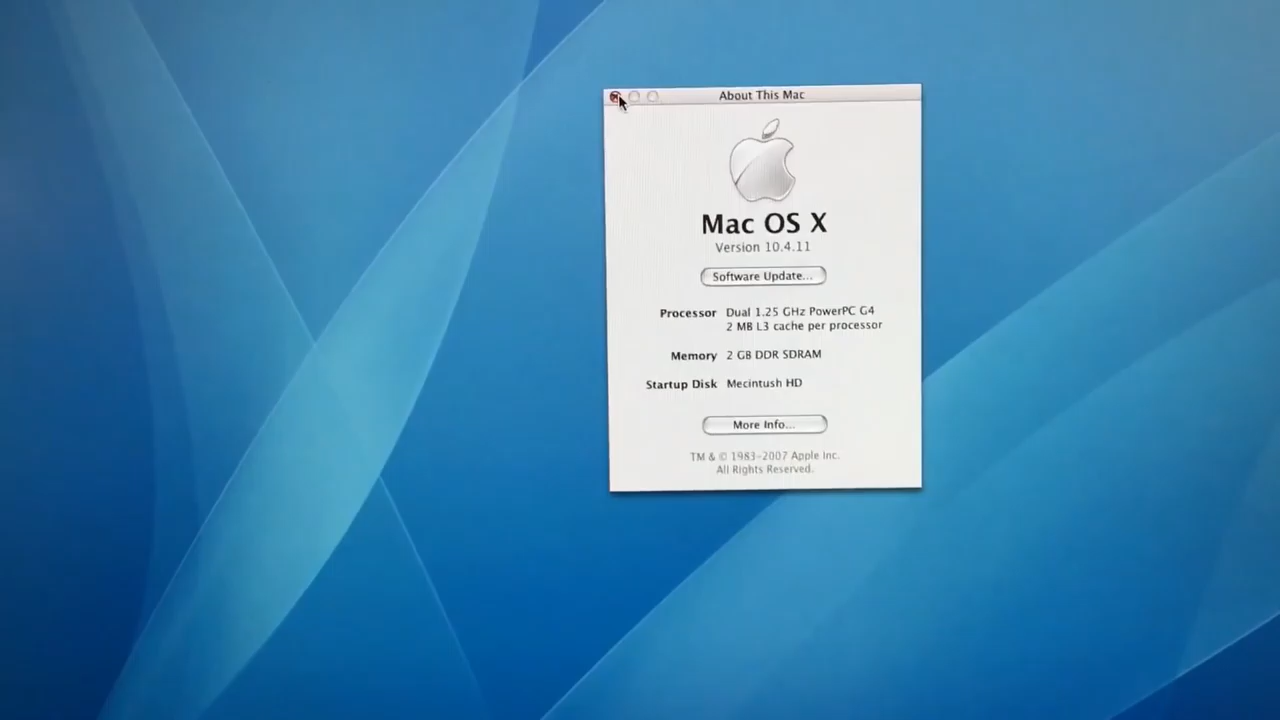 About This Mac
Mac OS X
Version 10.4.11
Software Update...
Processor Dual 1.25 GHz PowerPC G4
2 MB L3 cache per processor
Memory 2 GB DDR SDRAM
Startup Disk Mecintush HD
More Info...
TM & © 1983-2007 Apple Inc.
All Rights Reserved.